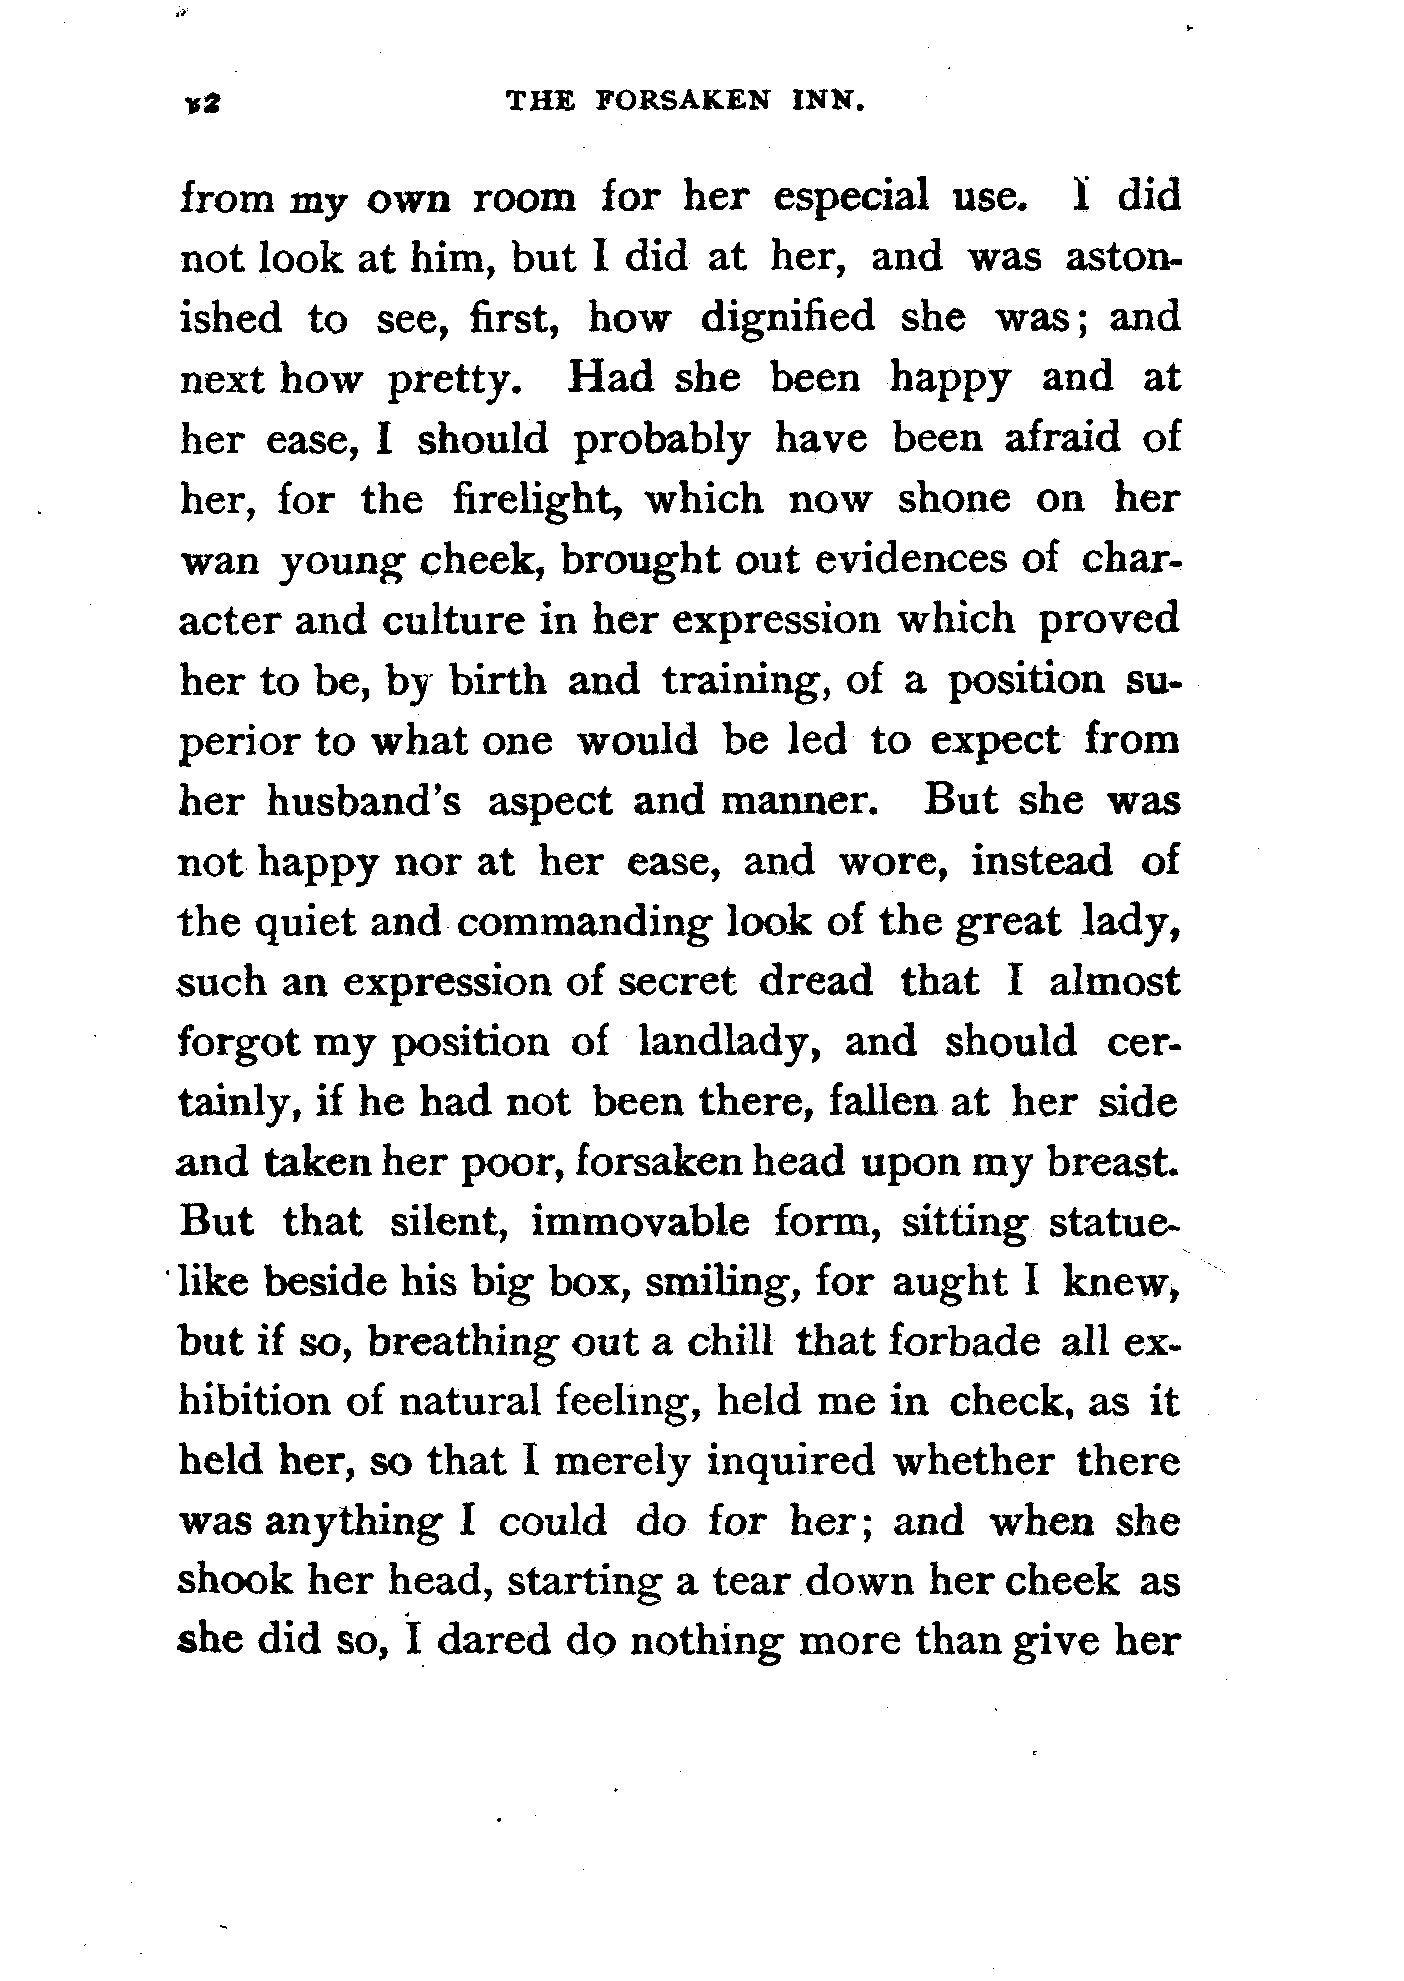 12 THE FORSAKEN INN.
from my own room for her especial use. I did
not look at him, but I did at her, and was aston-
ished to see, first, how dignified she was; and
next how pretty. Had she been happy and at
her ease, I should probably have been afraid of
her, for the firelight, which now shone on her
wan young cheek, brought out evidences of char-
acter and culture in her expression which proved
her to be, by birth and training, of a position su-
perior to what one would be led to expect from
her husband's aspect and manner. But she was
not happy nor at her ease, and wore, instead of
the quiet and commanding look of the great lady,
such an expression of secret dread that I almost
forgot my position of landlady, and should cer-
tainly, if he had not been there, fallen at her side
and taken her poor, forsaken head upon my breast.
But that silent, immovable form, sitting statue-
like beside his big box, smiling, for aught I knew,
but if so, breathing out a chill that forbade all ex-
hibition of natural feeling, held me in check, as it
held her, so that I merely inquired whether there
was anything I could do for her; and when she
shook her head, starting a tear down her cheek as
she did so, I dared do nothing more than give her